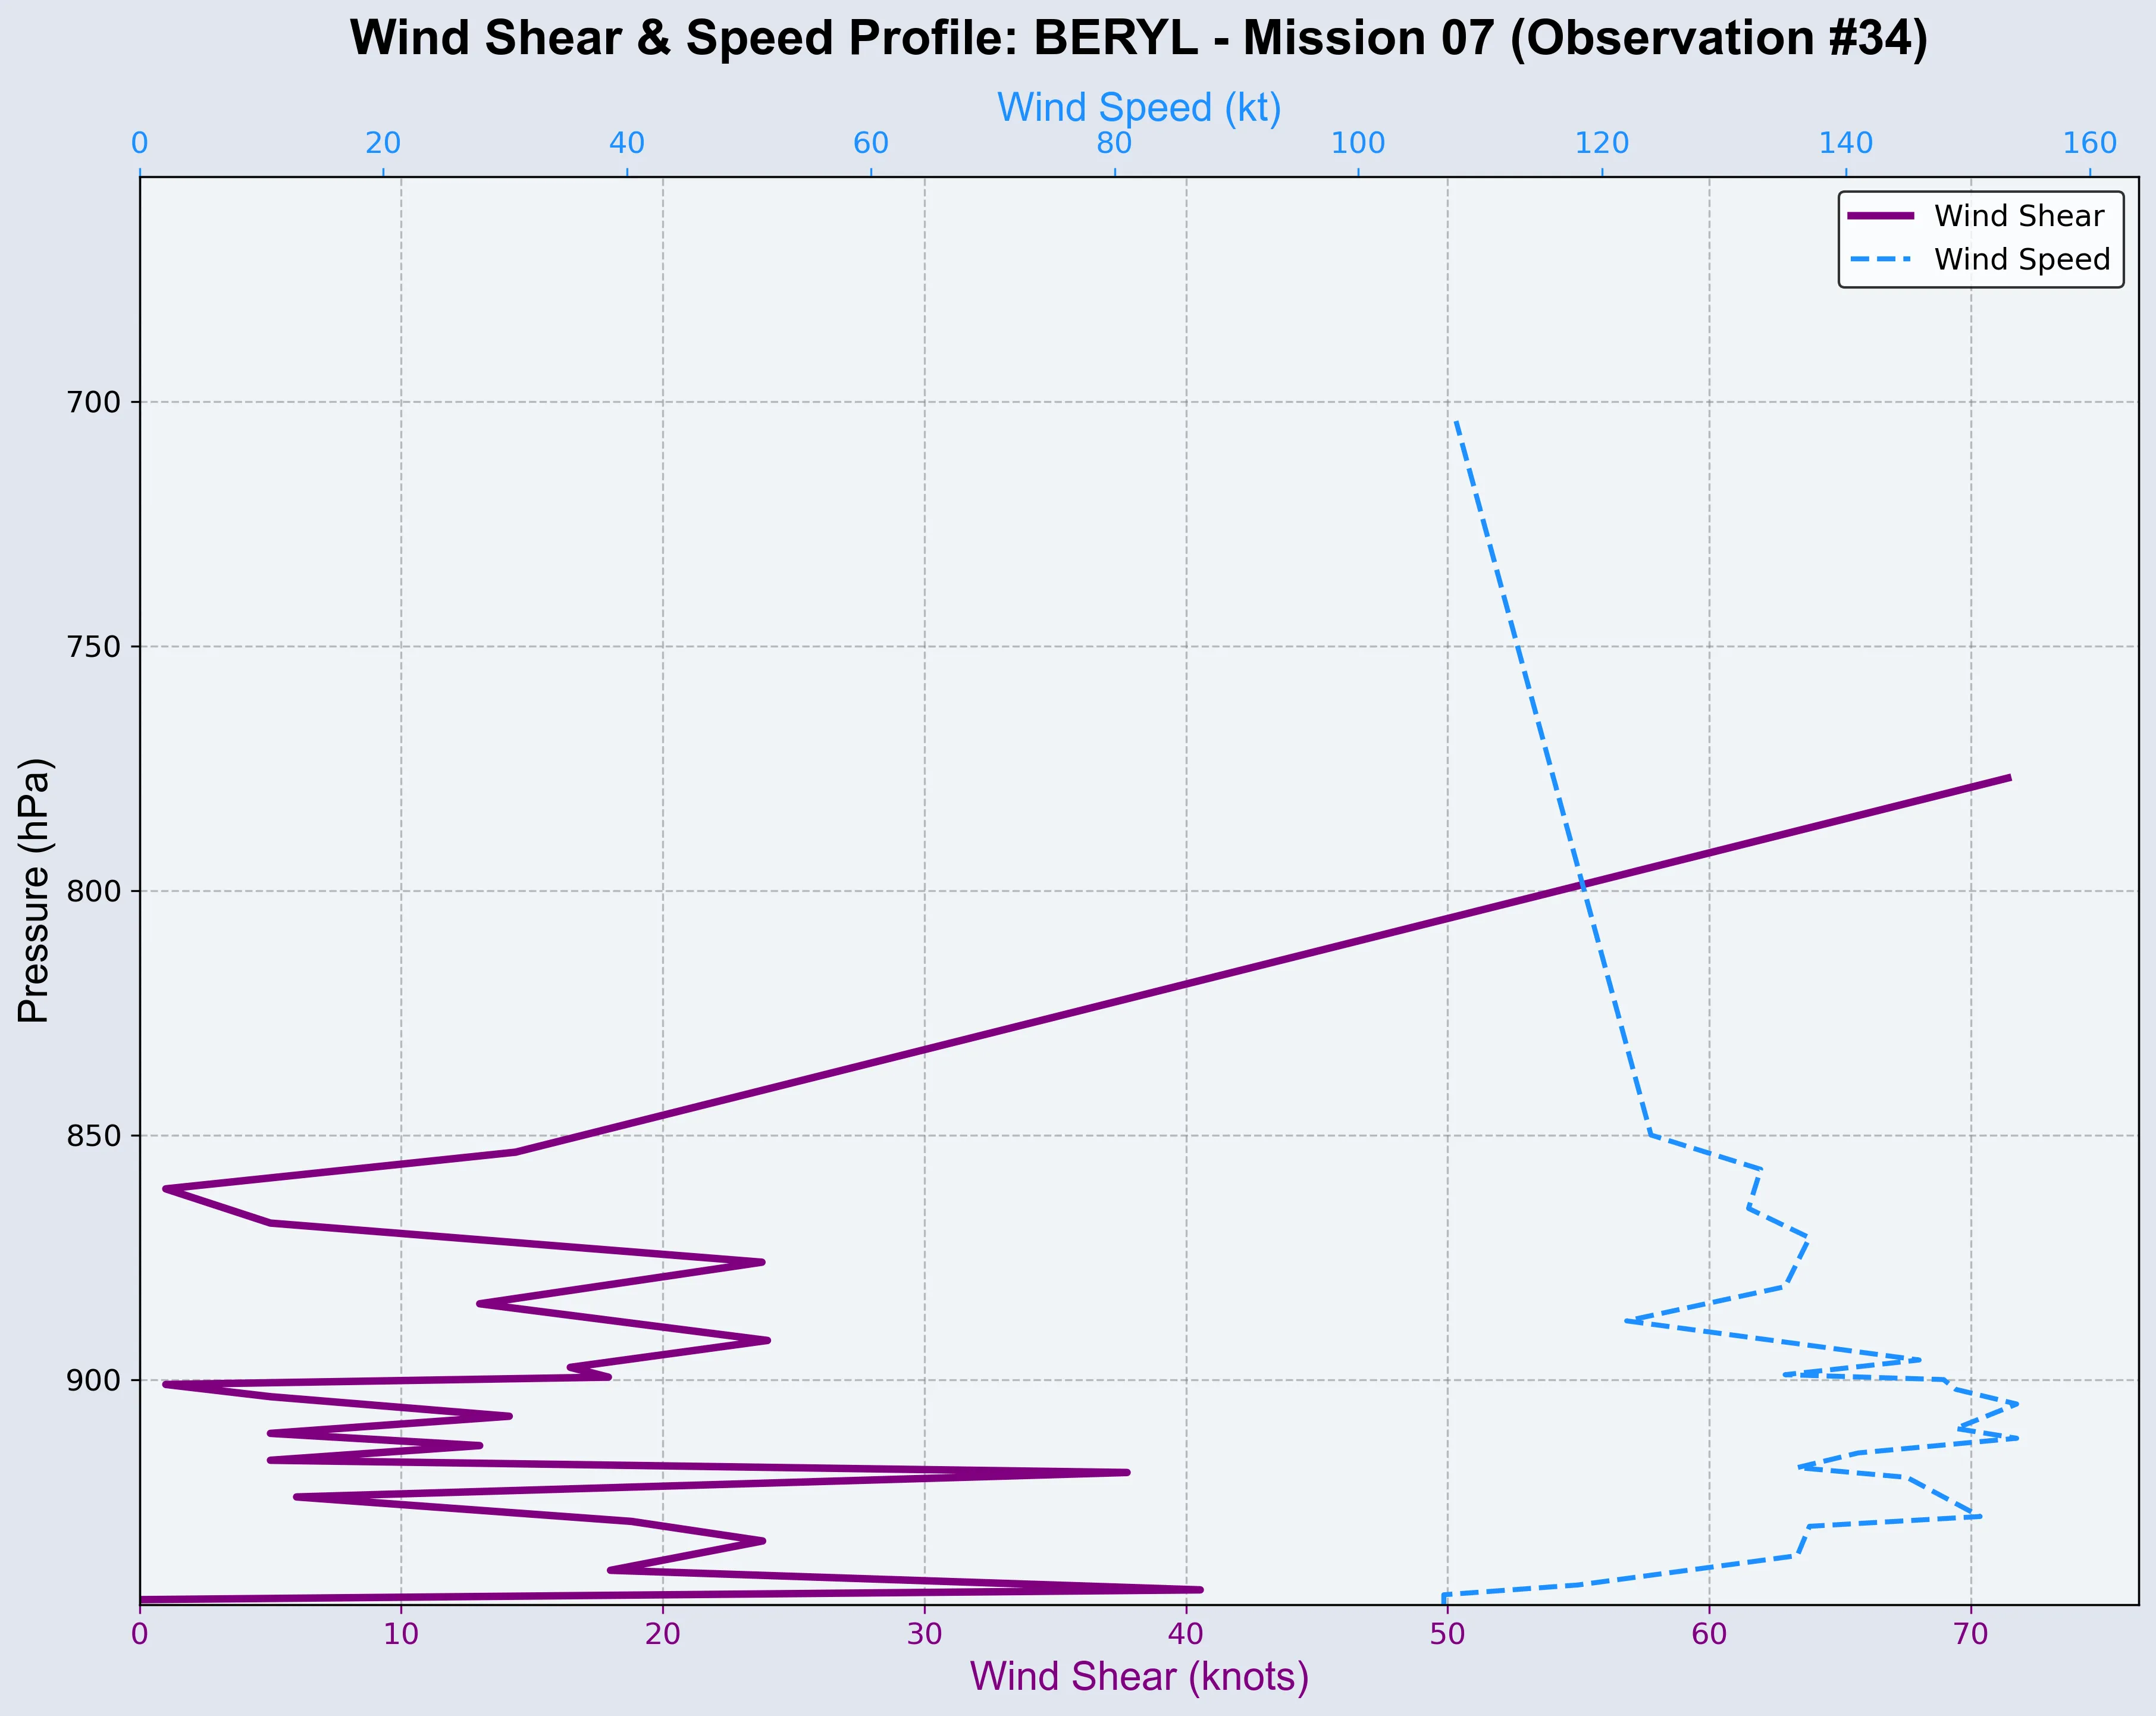 Wind Shear & Speed Profile: BERYL - Mission 07 (Observation #34)
Wind Speed (kt)
0 20 40 60 80 100 120 140 160
Wind Shear
Wind Speed
700
750
800
850
900
Pressure (hPa)
0 10 20 30 40 50 60 70
Wind Shear (knots)